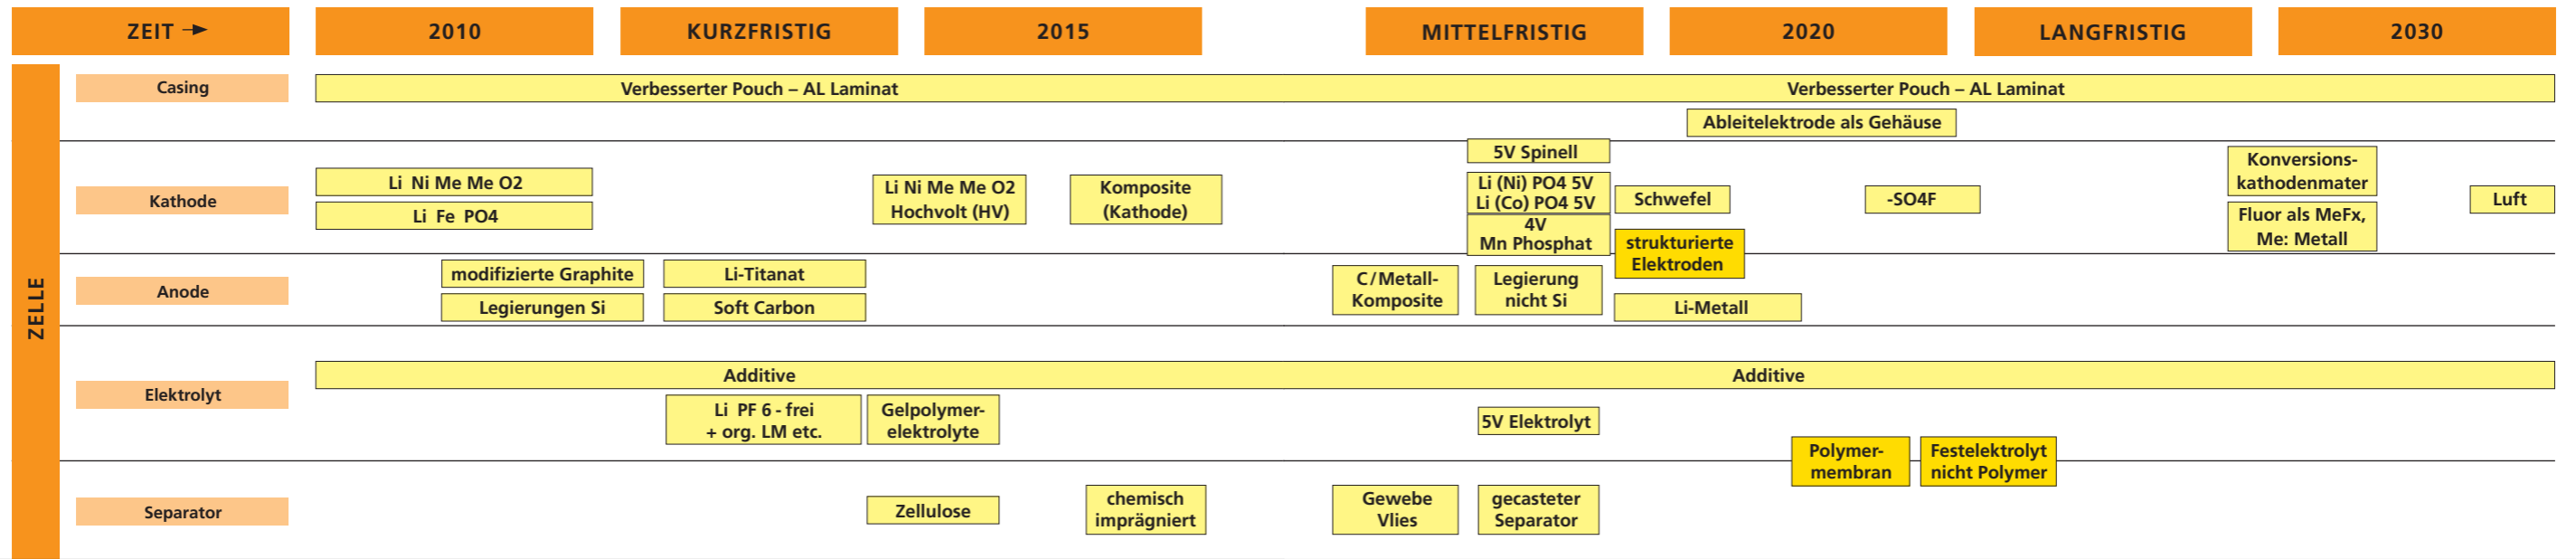 ZEIT → 2010 KURZFRISTIG 2015 MITTELFRISTIG 2020 LANGFRISTIG 2030
ZELLE
Casing
Verbesserter Pouch – AL Laminat
Verbesserter Pouch – AL Laminat
Ableitelektrode als Gehäuse
Kathode
Li Ni Me Me O2
Li Fe PO4
Li Ni Me Me O2
Hochvolt (HV)
Komposite
(Kathode)
5V Spinell
Li (Ni) PO4 5V
Li (Co) PO4 5V
4V
Mn Phosphat
Schwefel
strukturierte
Elektroden
-SO4F
Konversions-
kathodenmater
Fluor als MeFx,
Me: Metall
Luft
Anode
modifizierte Graphite
Legierungen Si
Li-Titanat
Soft Carbon
C/Metall-
Komposite
Legierung
nicht Si
Li-Metall
Elektrolyt
Additive
Additive
Li PF 6 - frei
+ org. LM etc.
Gelpolymer-
elektrolyte
5V Elektrolyt
Polymer-
membran
Festelektrolyt
nicht Polymer
Separator
Zellulose
chemisch
imprägniert
Gewebe
Vlies
gecasteter
Separator